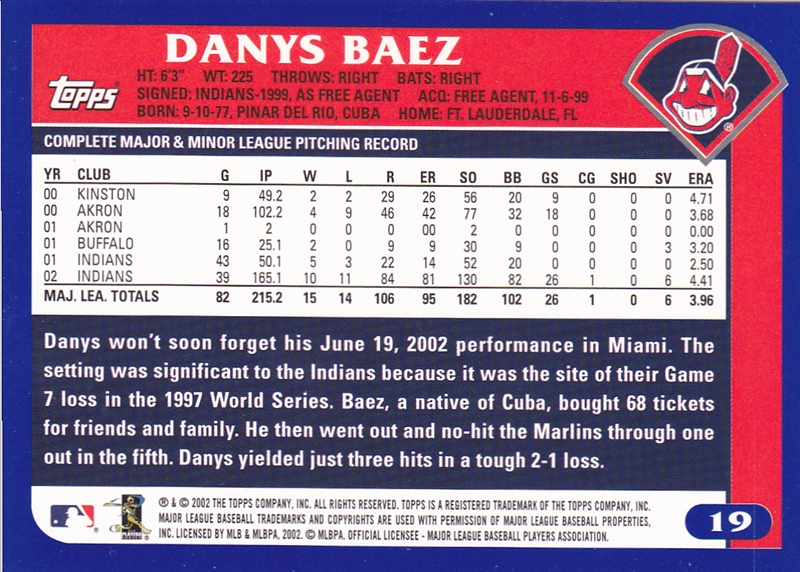 DANYS BAEZ
topps
HT: 6'3" WT: 225 THROWS: RIGHT BATS: RIGHT
SIGNED: INDIANS-1999, AS FREE AGENT ACQ: FREE AGENT, 11-6-99
BORN: 9-10-77, PINAR DEL RIO, CUBA HOME: FT. LAUDERDALE, FL
®
COMPLETE MAJOR & MINOR LEAGUE PITCHING RECORD
YR CLUB G IP W L R ER SO BB GS CG SHO SV ERA
00 KINSTON 9 49.2 2 2 29 26 56 20 9 0 0 0 4.71
00 AKRON 18 102.2 4 9 46 42 77 32 18 0 0 0 3.68
01 AKRON 1 2 0 0 0 00 2 0 0 0 0 0 0.00
01 BUFFALO 16 25.1 2 0 9 9 30 9 0 0 0 3 3.20
01 INDIANS 43 50.1 5 3 22 14 52 20 0 0 0 0 2.50
02 INDIANS 39 165.1 10 11 84 81 130 82 26 1 0 6 4.41
MAJ. LEA. TOTALS 82 215.2 15 14 106 95 182 102 26 1 0 6 3.96
Danys won't soon forget his June 19, 2002 performance in Miami. The
setting was significant to the Indians because it was the site of their Game
7 loss in the 1997 World Series. Baez, a native of Cuba, bought 68 tickets
for friends and family. He then went out and no-hit the Marlins through one
out in the fifth. Danys yielded just three hits in a tough 2-1 loss.
® & © 2002 THE TOPPS COMPANY, INC. ALL RIGHTS RESERVED. TOPPS IS A REGISTERED TRADEMARK OF THE TOPPS COMPANY, INC.
MAJOR LEAGUE BASEBALL TRADEMARKS AND COPYRIGHTS ARE USED WITH PERMISSION OF MAJOR LEAGUE BASEBALL PROPERTIES,
INC. LICENSED BY MLB & MLBPA, 2002. © MLBPA. OFFICIAL LICENSEE - MAJOR LEAGUE BASEBALL PLAYERS ASSOCIATION.
19